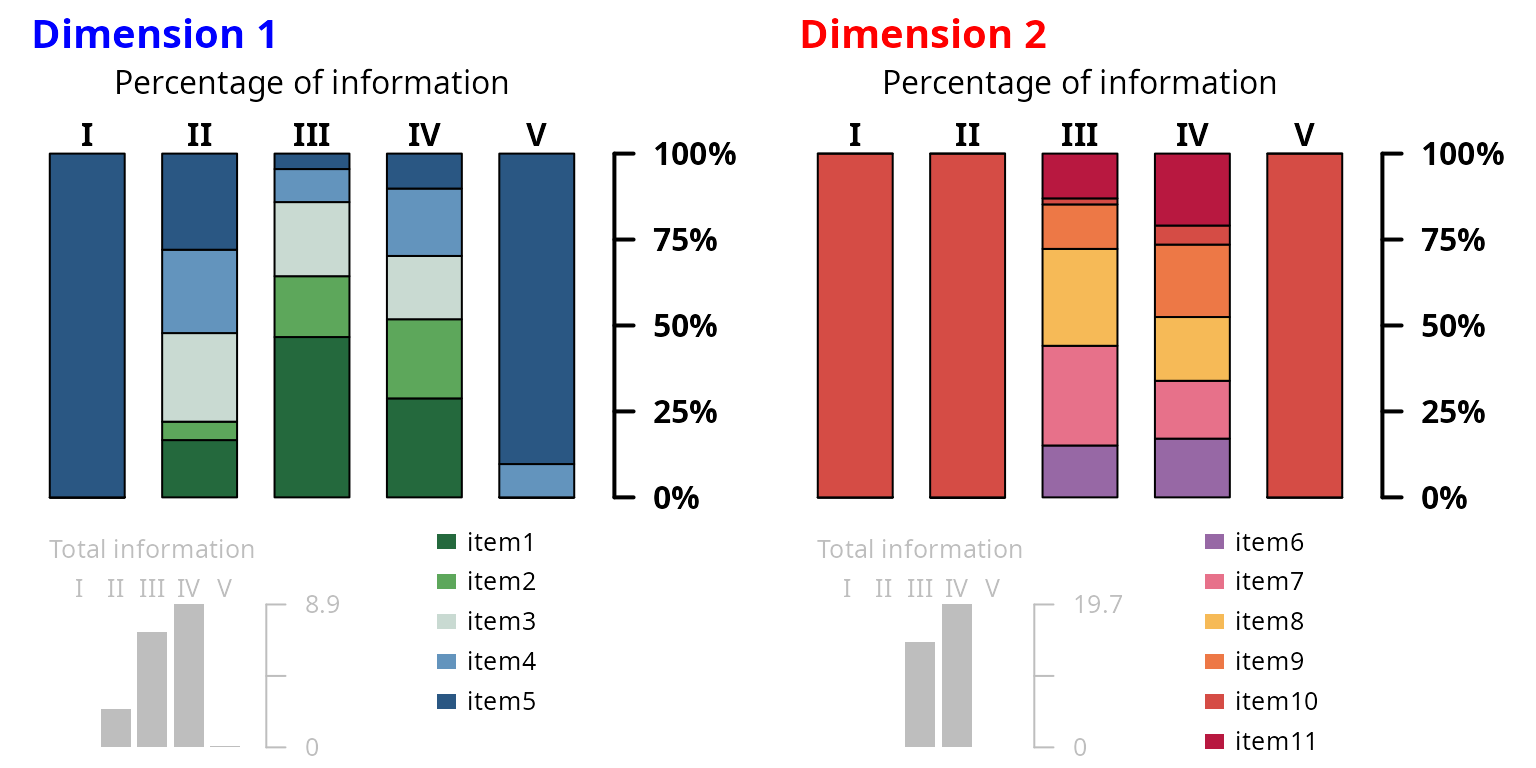 Dimension 1
Percentage of information
I II III IV V
100%
75%
50%
25%
0%
Total information
I II III IV V
8.9
0
item1
item2
item3
item4
item5
Dimension 2
Percentage of information
I II III IV V
100%
75%
50%
25%
0%
Total information
I II III IV V
19.7
0
item6
item7
item8
item9
item10
item11